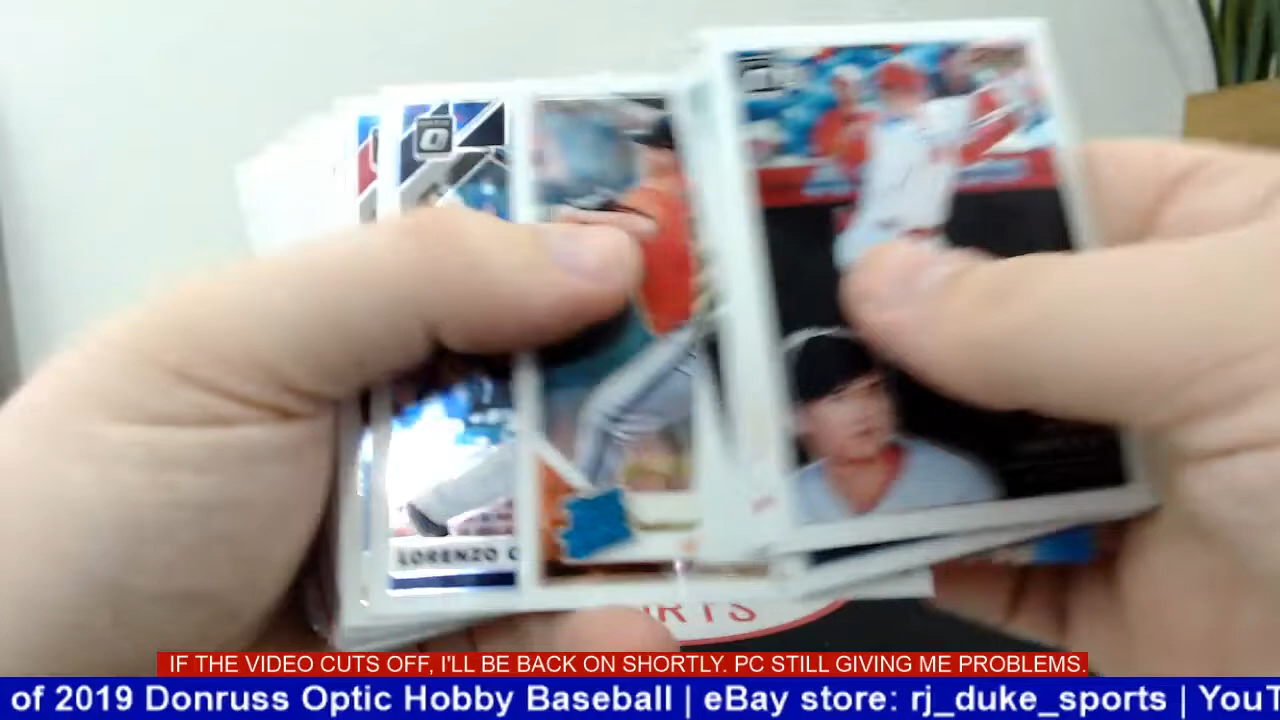 LORENZO C
RTS
IF THE VIDEO CUTS OFF, I'LL BE BACK ON SHORTLY. PC STILL GIVING ME PROBLEMS.
of 2019 Donruss Optic Hobby Baseball | eBay store: rj_duke_sports | YouT